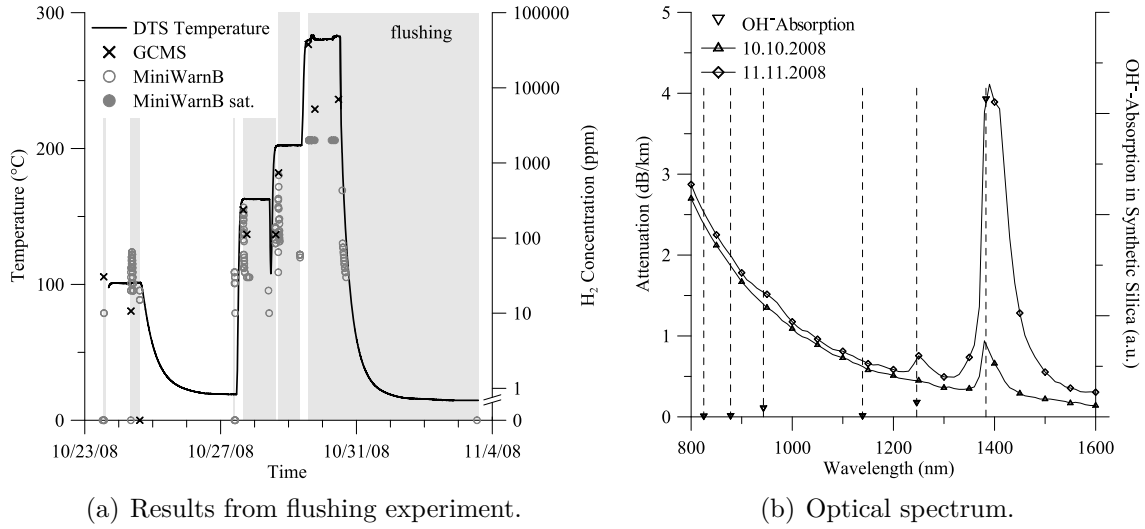 DTS Temperature
GCMS
MiniWarnB
MiniWarnB sat.
flushing
300
200
100
0
Temperature (°C)
100000
10000
1000
100
10
1
0
H2 Concentration (ppm)
10/23/08
10/27/08
10/31/08
11/4/08
Time
(a) Results from flushing experiment.
OH-Absorption
10.10.2008
11.11.2008
5
4
3
2
1
0
Attenuation (dB/km)
OH-Absorption in Synthetic Silica (a.u.)
800
1000
1200
1400
1600
Wavelength (nm)
(b) Optical spectrum.